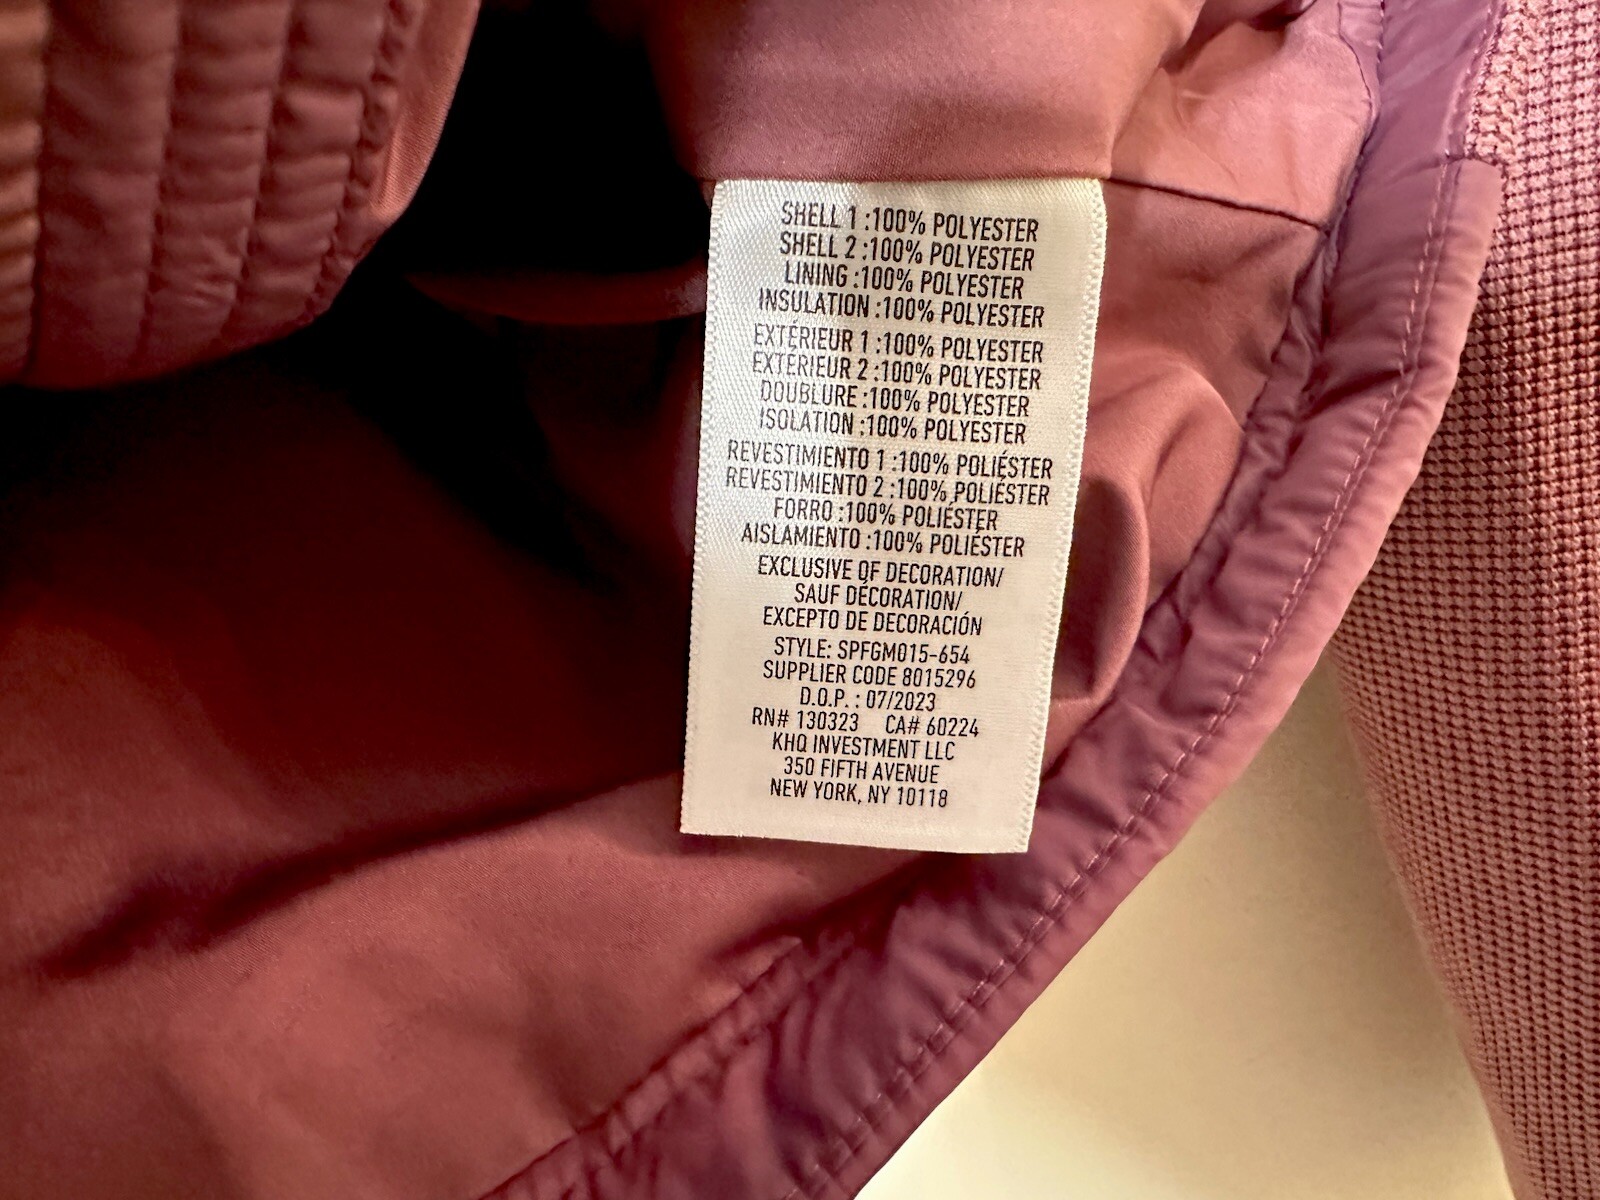 SHELL 1 :100% POLYESTER
SHELL 2 :100% POLYESTER
LINING :100% POLYESTER
INSULATION :100% POLYESTER
EXTÉRIEUR 1 :100% POLYESTER
EXTÉRIEUR 2 :100% POLYESTER
DOUBLURE :100% POLYESTER
ISOLATION :100% POLYESTER
REVESTIMIENTO 1 :100% POLIÉSTER
REVESTIMIENTO 2 :100% POLIÉSTER
FORRO :100% POLIÉSTER
AISLAMIENTO :100% POLIÉSTER
EXCLUSIVE OF DECORATION/
SAUF DÉCORATION/
EXCEPTO DE DECORACIÓN
STYLE: SPFGM015-654
SUPPLIER CODE 8015296
D.O.P. : 07/2023
RN# 130323 CA# 60224
KHQ INVESTMENT LLC
350 FIFTH AVENUE
NEW YORK, NY 10118